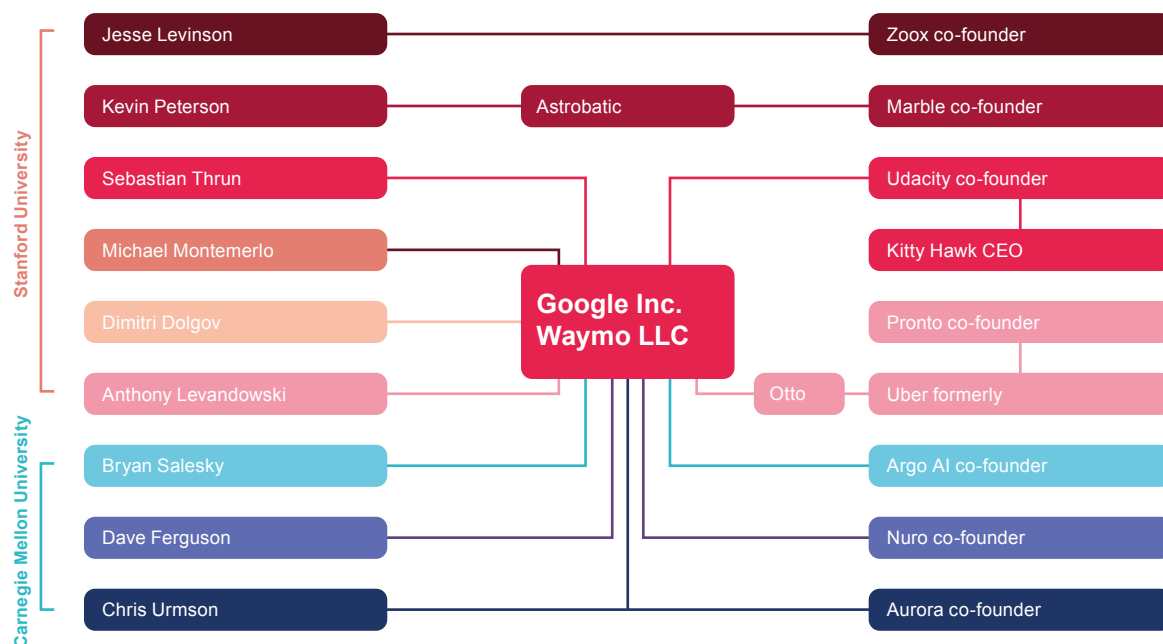 Stanford University
Jesse Levinson
Zoox co-founder
Kevin Peterson
Astrobatic
Marble co-founder
Sebastian Thrun
Udacity co-founder
Michael Montemerlo
Kitty Hawk CEO
Google Inc.
Waymo LLC
Dimitri Dolgov
Pronto co-founder
Anthony Levandowski
Otto
Uber formerly
Carnegie Mellon University
Bryan Salesky
Argo AI co-founder
Dave Ferguson
Nuro co-founder
Chris Urmson
Aurora co-founder